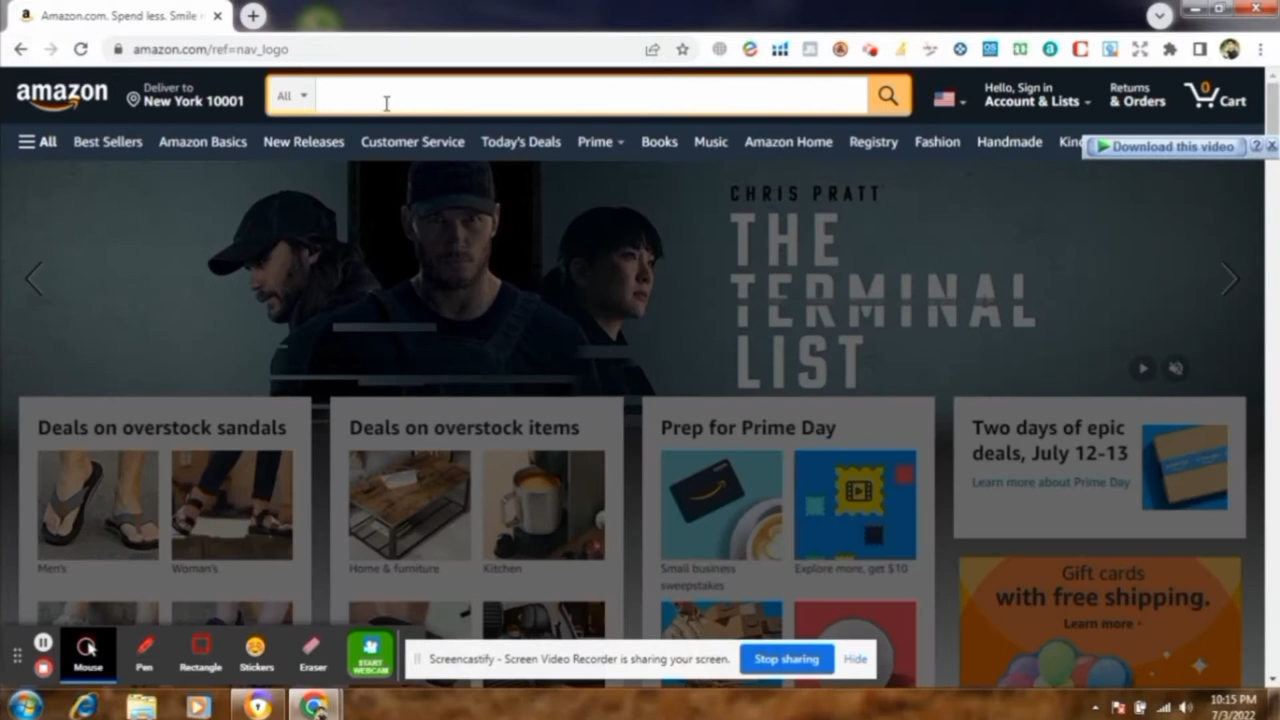 Amazon.com. Spend less. Smile
amazon.com/ref=nav_logo
amazon
Deliver to
New York 10001
All
Hello, Sign in
Account & Lists
Returns
& Orders
0
Cart
All Best Sellers Amazon Basics New Releases Customer Service Today's Deals Prime Books Music Amazon Home Registry Fashion Handmade
Download this video
CHRIS PRATT
THE
TERMINAL
LIST
Deals on overstock sandals
Men's
Woman's
Deals on overstock items
Home & furniture
Kitchen
Prep for Prime Day
Small business
sweepstakes
Explore more, get $10
Two days of epic
deals, July 12-13
Learn more about Prime Day
Gift cards
with free shipping.
Learn more
Mouse
Pen
Rectangle
Stickers
Eraser
START
WEBCAM
Screencastify - Screen Video Recorder is sharing your screen.
Stop sharing
Hide
10:15 PM
7/3/2022